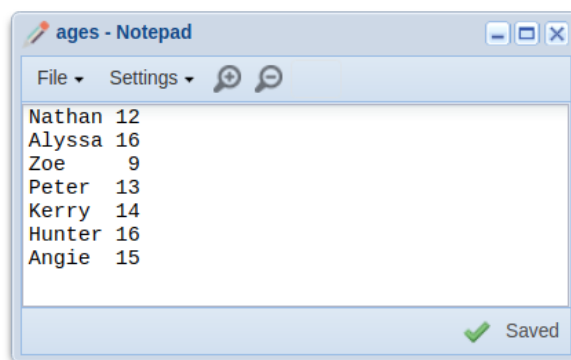 ages - Notepad
File Settings
Nathan 12
Alyssa 16
Zoe     9
Peter  13
Kerry  14
Hunter 16
Angie  15
Saved